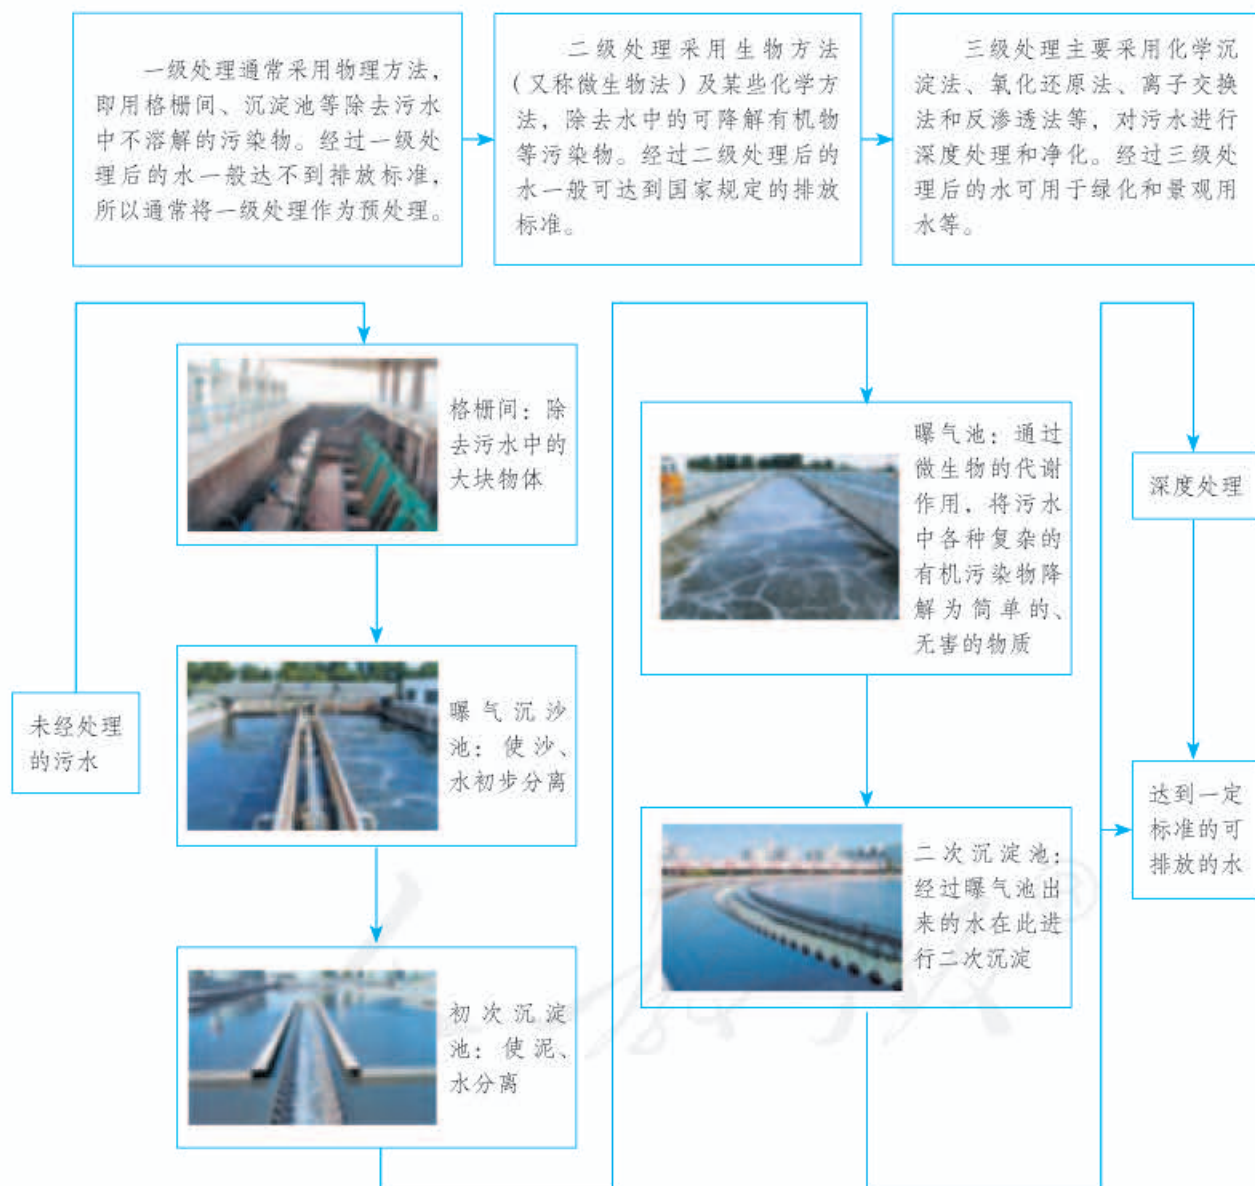 一级处理通常采用物理方法，
即用格栅间、沉淀池等除去污水
中不溶解的污染物。经过一级处
理后的水一般达不到排放标准，
所以通常将一级处理作为预处理。
二级处理采用生物方法
（又称微生物法）及某些化学方
法，除去水中的可降解有机物
等污染物。经过二级处理后的
水一般可达到国家规定的排放
标准。
三级处理主要采用化学沉
淀法、氧化还原法、离子交换
法和反渗透法等，对污水进行
深度处理和净化。经过三级处
理后的水可用于绿化和景观用
水等。
未经处理
的污水
格栅间：除
去污水中的
大块物体
曝气沉沙
池：使沙、
水初步分离
初次沉淀
池：使泥、
水分离
曝气池：通过
微生物的代谢
作用，将污水
中各种复杂的
有机污染物降
解为简单的、
无害的物质
二次沉淀池：
经过曝气池出
来的水在此进
行二次沉淀
深度处理
达到一定
标准的可
排放的水